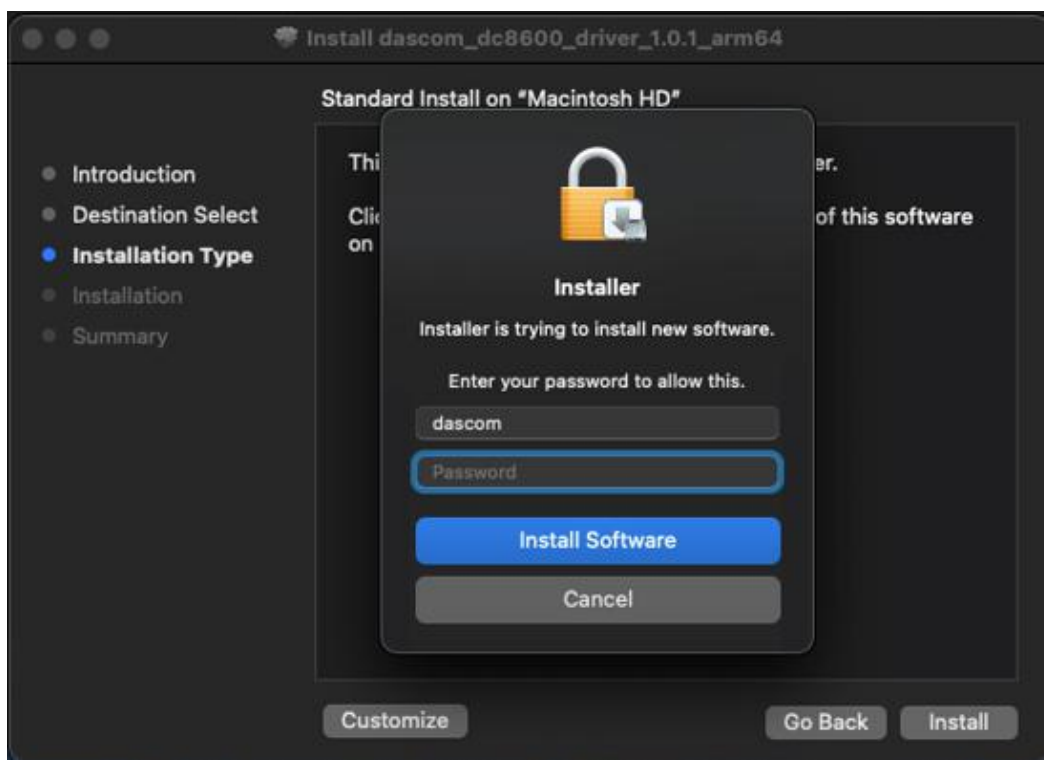 Install dascom_dc8600_driver_1.0.1_arm64
Standard Install on “Macintosh HD”
Introduction
Destination Select
Installation Type
Installation
Summary
Thi
er.
Clic
of this software
on
Installer
Installer is trying to install new software.
Enter your password to allow this.
dascom
Password
Install Software
Cancel
Customize
Go Back
Install